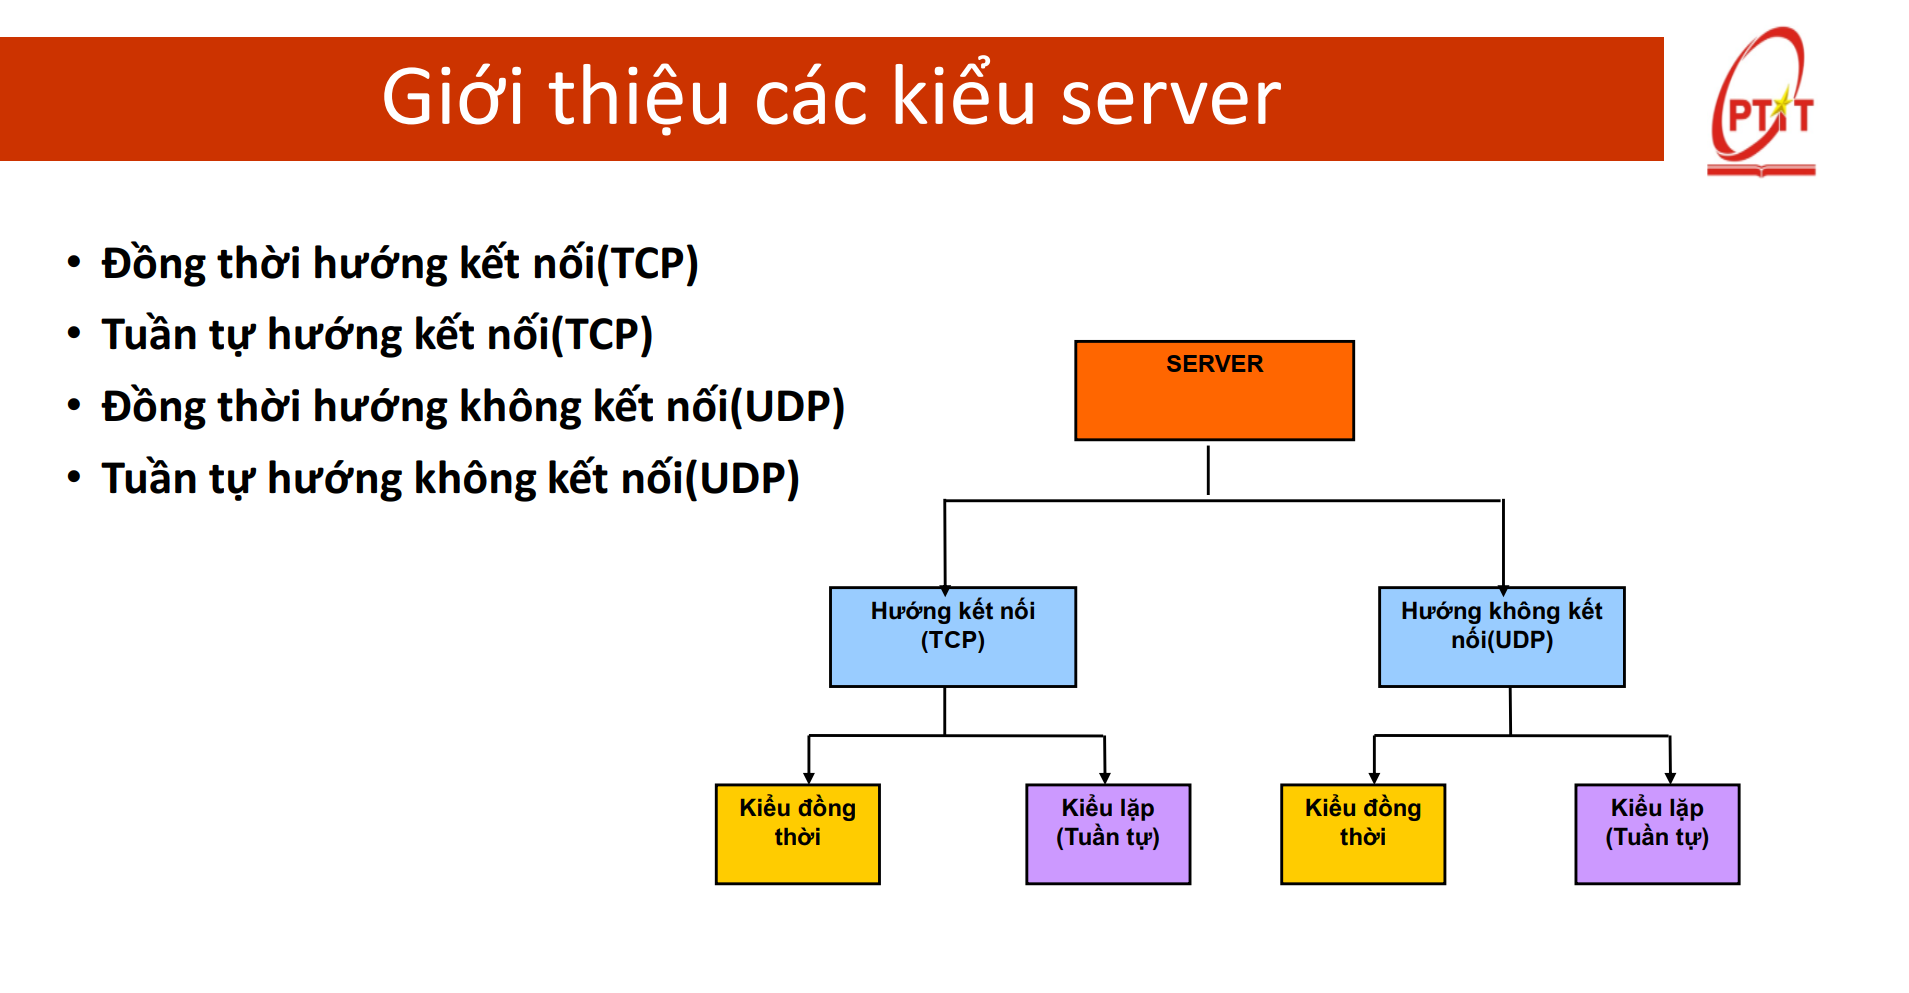 Giới thiệu các kiểu server
PTIT
• Đồng thời hướng kết nối(TCP)
• Tuần tự hướng kết nối(TCP)
• Đồng thời hướng không kết nối(UDP)
• Tuần tự hướng không kết nối(UDP)
SERVER
Hướng kết nối
(TCP)
Hướng không kết
nối(UDP)
Kiểu đồng
thời
Kiểu lặp
(Tuần tự)
Kiểu đồng
thời
Kiểu lặp
(Tuần tự)